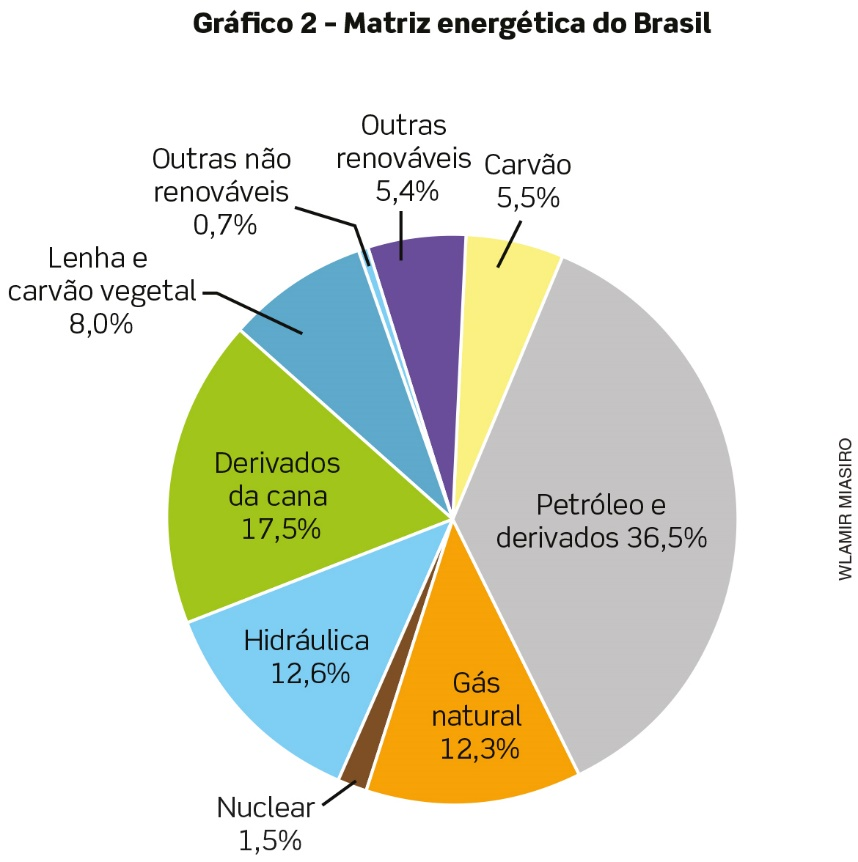 Gráfico 2 – Matriz energética do Brasil
Outras
renováveis
5,4%
Carvão
5,5%
Outras não
renováveis
0,7%
Lenha e
carvão vegetal
8,0%
Derivados
da cana
17,5%
Petróleo e
derivados 36,5%
Hidráulica
12,6%
Gás
natural
12,3%
Nuclear
1,5%
WLAMIR MIASIRO